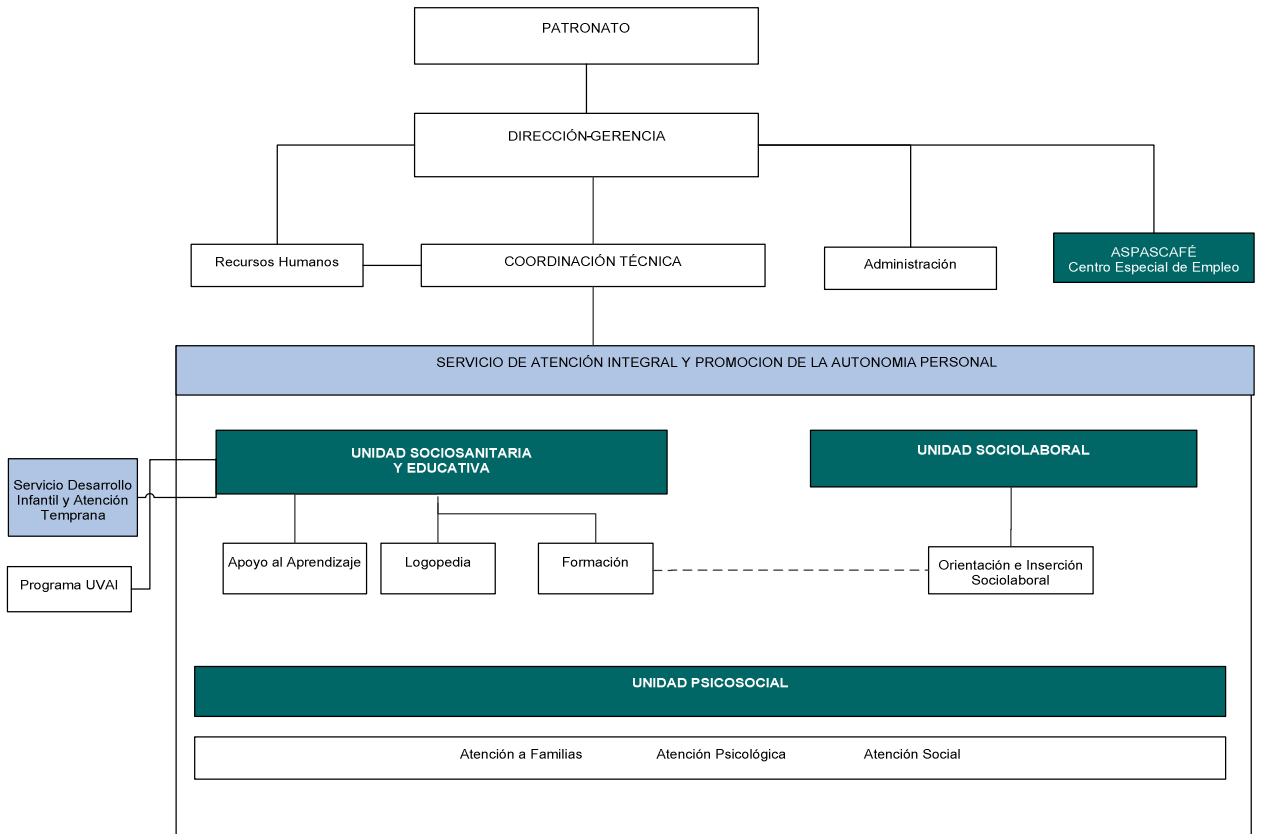 PATRONATO
DIRECCIÓN-GERENCIA
Recursos Humanos
COORDINACIÓN TÉCNICA
Administración
ASPASCAFÉ
Centro Especial de Empleo
SERVICIO DE ATENCIÓN INTEGRAL Y PROMOCION DE LA AUTONOMIA PERSONAL
UNIDAD SOCIOSANITARIA
Y EDUCATIVA
UNIDAD SOCIOLABORAL
Servicio Desarrollo
Infantil y Atención
Temprana
Programa UVAI
Apoyo al Aprendizaje
Logopedia
Formación
Orientación e Inserción
Sociolaboral
UNIDAD PSICOSOCIAL
Atención a Familias Atención Psicológica Atención Social